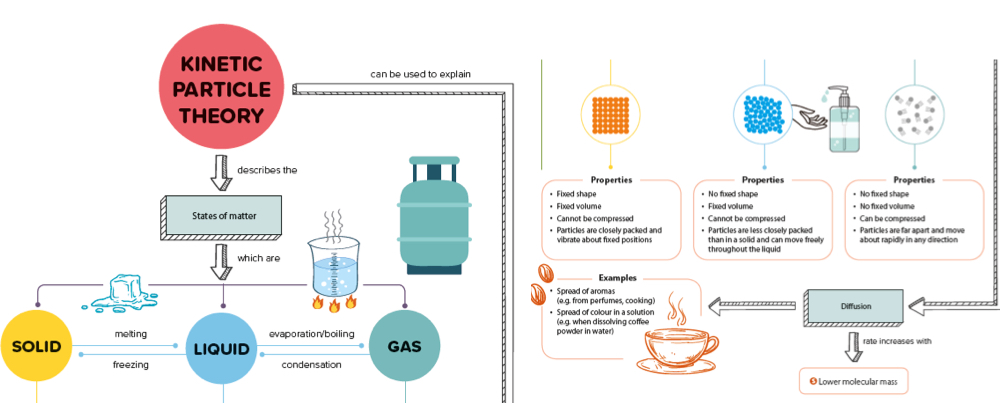 KINETIC
PARTICLE
THEORY
can be used to explain
describes the
States of matter
which are
SOLID
melting
freezing
LIQUID
evaporation/boiling
condensation
GAS
Properties
• Fixed shape
• Fixed volume
• Cannot be compressed
• Particles are closely packed and
vibrate about fixed positions
Properties
• No fixed shape
• Fixed volume
• Cannot be compressed
• Particles are less closely packed
than in a solid and can move freely
throughout the liquid
Properties
• No fixed shape
• No fixed volume
• Can be compressed
• Particles are far apart and move
about rapidly in any direction
Examples
• Spread of aromas
(e.g. from perfumes, cooking)
• Spread of colour in a solution
(e.g. when dissolving coffee
powder in water)
Diffusion
rate increases with
Lower molecular mass